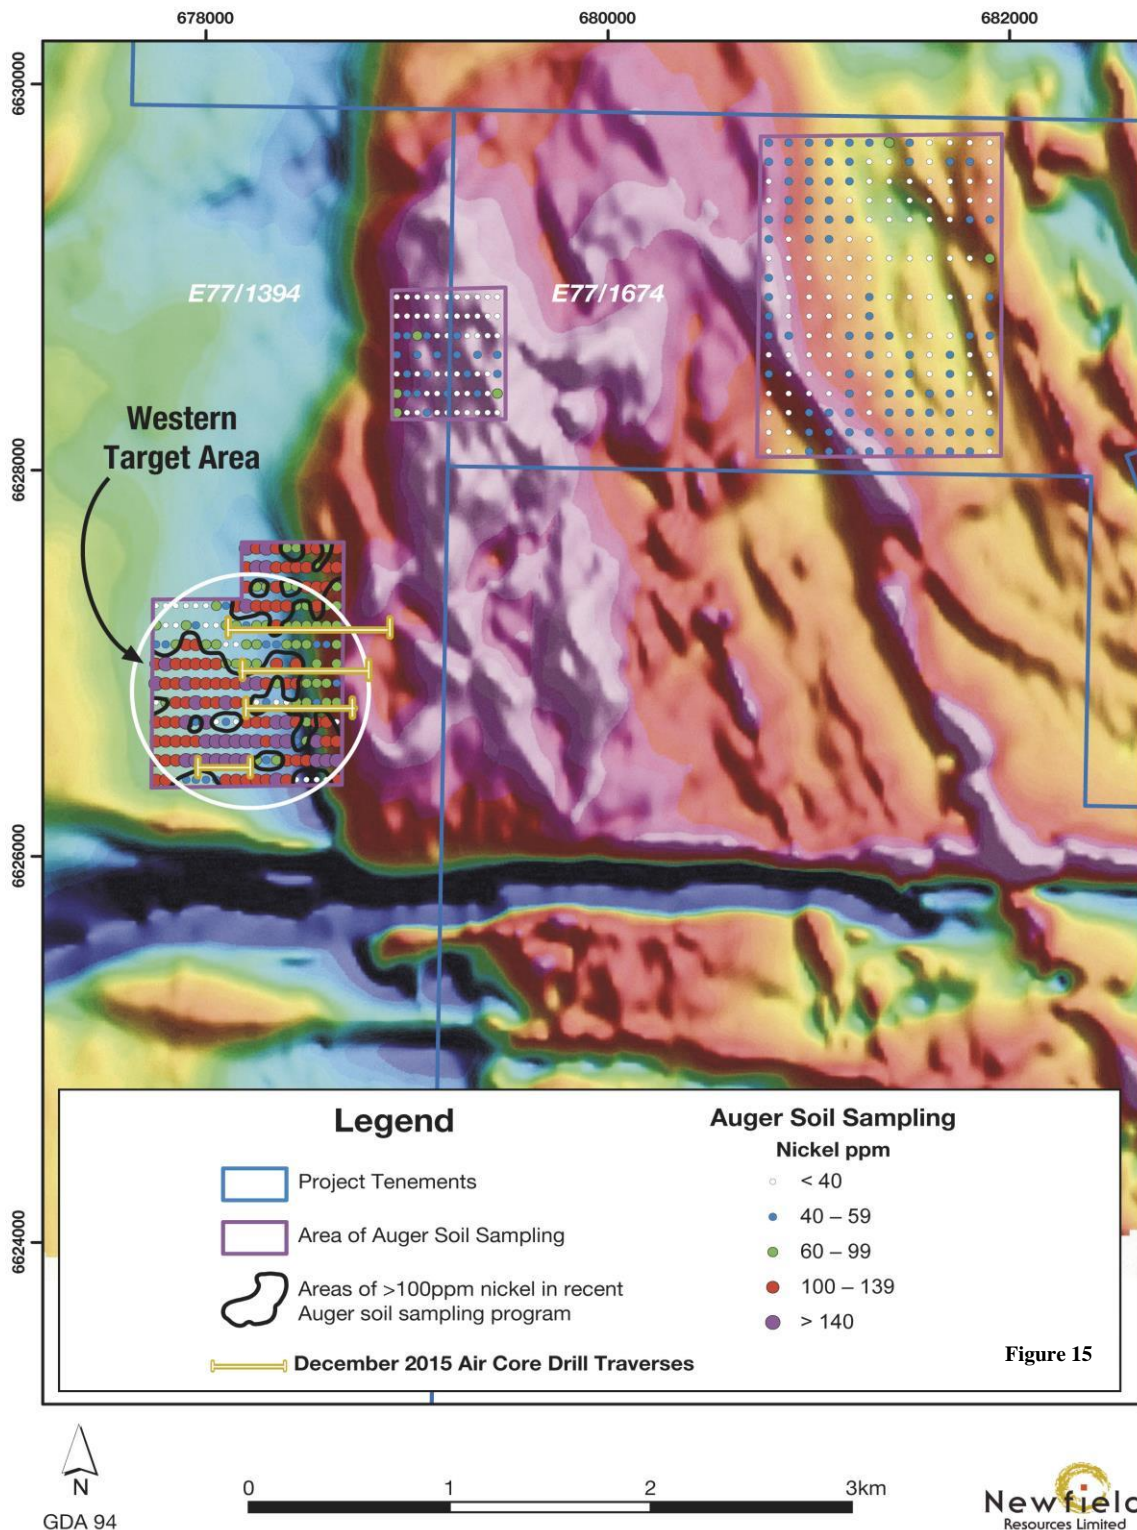 678000
680000
682000
6630000
E77/1394
E77/1674
Western
Target Area
6628000
6626000
6624000
Legend
Project Tenements
Area of Auger Soil Sampling
Areas of >100ppm nickel in recent
Auger soil sampling program
December 2015 Air Core Drill Traverses
Auger Soil Sampling
Nickel ppm
< 40
40 – 59
60 – 99
100 – 139
> 140
Figure 15
N
GDA 94
0
1
2
3km
Newfield
Resources Limited